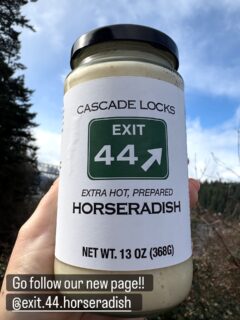 CASCADE LOCKS
EXIT
44
EXTRA HOT, PREPARED
HORSERADISH
NET WT. 13 OZ (368G)
Go follow our new page!!
@exit.44.horseradish